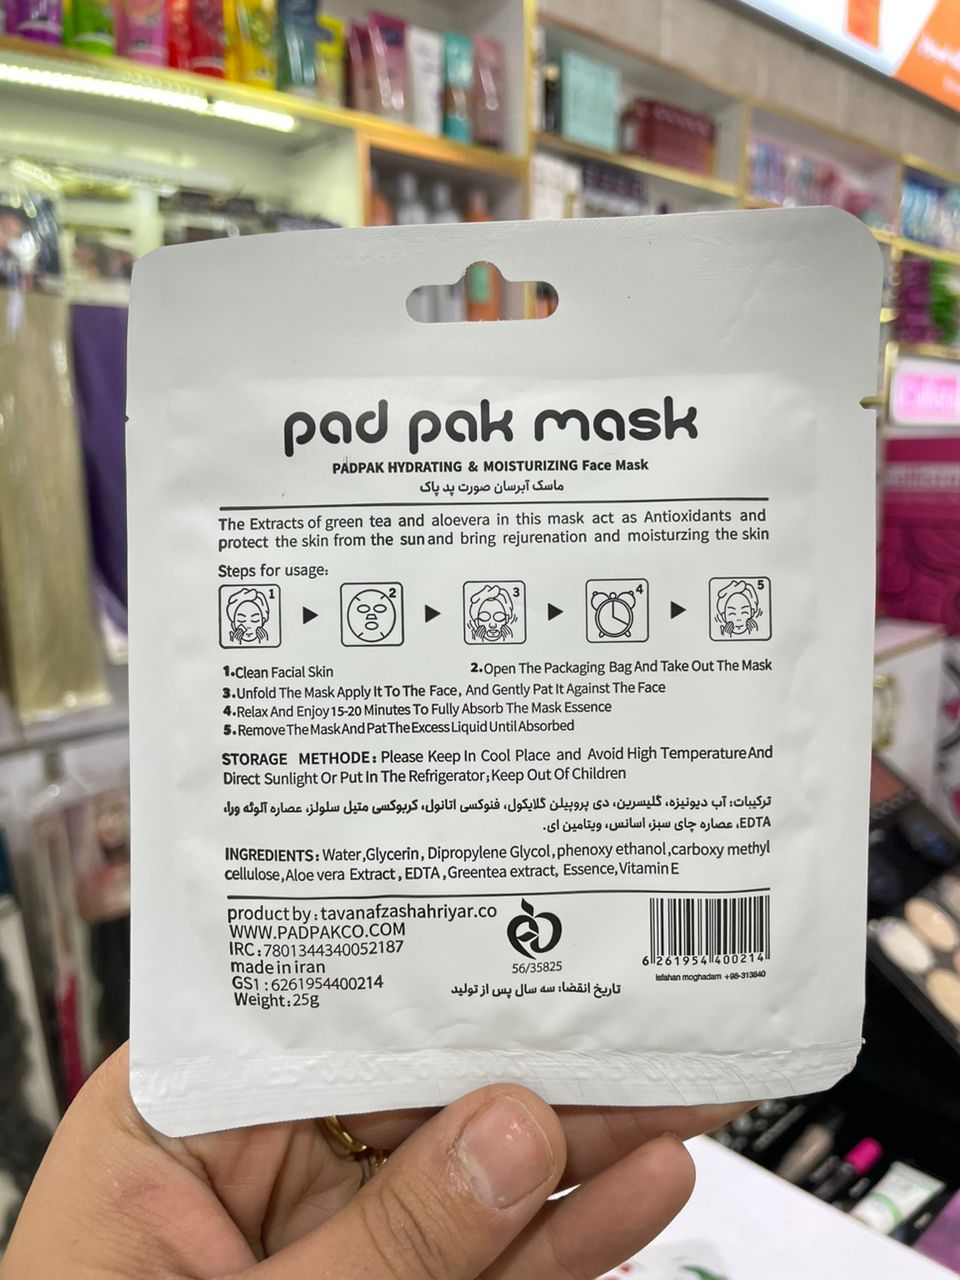 pad pak mask
PADPAK HYDRATING & MOISTURIZING Face Mask
ماسک آبرسان صورت پد پاک
The Extracts of green tea and aloevera in this mask act as Antioxidants and
protect the skin from the sun and bring rejurenation and moisturzing the skin
Steps for usage:
1 2 3 4 5
1.Clean Facial Skin 2.Open The Packaging Bag And Take Out The Mask
3.Unfold The Mask Apply It To The Face, And Gently Pat It Against The Face
4.Relax And Enjoy 15-20 Minutes To Fully Absorb The Mask Essence
5.Remove The Mask And Pat The Excess Liquid Until Absorbed
STORAGE METHODE: Please Keep In Cool Place and Avoid High Temperature And
Direct Sunlight Or Put In The Refrigerator; Keep Out Of Children
ترکیبات: آب دیونیزه، گلیسرین، دی پروپیلن گلایکول، فنوکسی اتانول، کربوکسی متیل سلولز، عصاره آلوئه ورا،
EDTA، عصاره چای سبز، اسانس، ویتامین ای.
INGREDIENTS: Water,Glycerin, Dipropylene Glycol,phenoxy ethanol,carboxy methyl
cellulose,Aloe vera Extract, EDTA,Greentea extract, Essence,Vitamin E
product by: tavanafzashahriyar.co
WWW.PADPAKCO.COM
IRC:7801344340052187
made in iran
GS1:6261954400214
Weight:25g
56/35825
تاریخ انقضا: سه سال پس از تولید
6 261954 400214
isfahan moghadam +98-313840